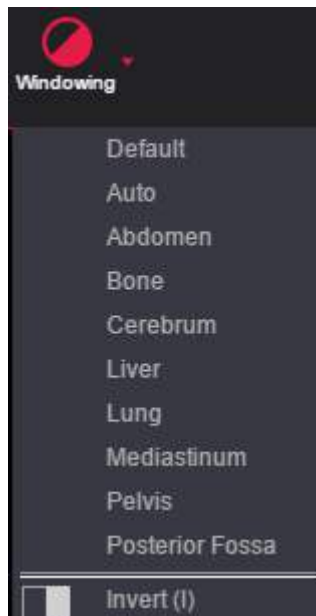 Windowing
Default
Auto
Abdomen
Bone
Cerebrum
Liver
Lung
Mediastinum
Pelvis
Posterior Fossa
Invert (I)